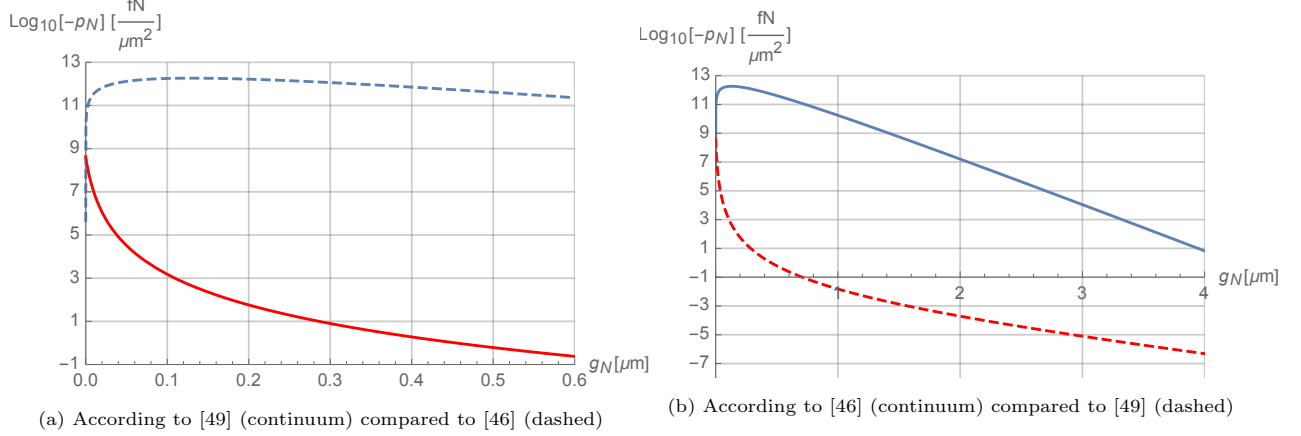 Log10[-pN] [fN/μm²]
13
11
9
7
5
3
1
-1
0.0 0.1 0.2 0.3 0.4 0.5 0.6
gN[μm]
(a) According to [49] (continuum) compared to [46] (dashed)
Log10[-pN] [fN/μm²]
13
11
9
7
5
3
1
-1
-3
-5
-7
1 2 3 4
gN[μm]
(b) According to [46] (continuum) compared to [49] (dashed)